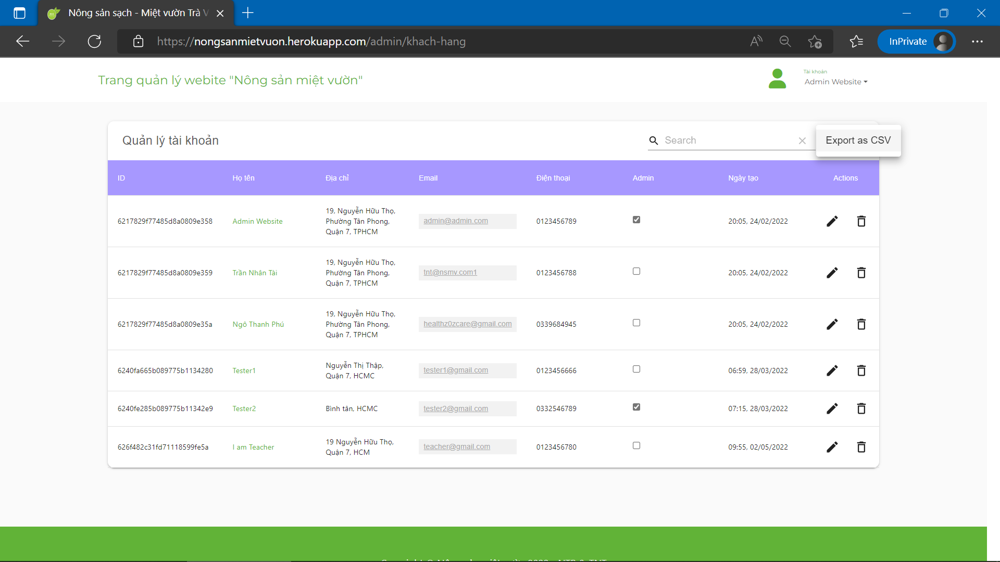 Nông sản sạch - Miệt vườn Trà V
https://nongsanmietvuon.herokuapp.com/admin/khach-hang
InPrivate
Trang quản lý webite "Nông sản miệt vườn"
Tài khoản
Admin Website
Quản lý tài khoản
Search
Export as CSV
ID Họ tên Địa chỉ Email Điện thoại Admin Ngày tạo Actions
6217829f77485d8a0809e358 Admin Website 19, Nguyễn Hữu Thọ, admin@admin.com 0123456789 20:05, 24/02/2022
Phường Tân Phong,
Quận 7, TPHCM
6217829f77485d8a0809e359 Trần Nhân Tài 19, Nguyễn Hữu Thọ, tnt@nsmv.com1 0123456788 20:05, 24/02/2022
Phường Tân Phong,
Quận 7, TPHCM
6217829f77485d8a0809e35a Ngô Thanh Phú 19, Nguyễn Hữu Thọ, healthz0zcare@gmail.com 0339684945 20:05, 24/02/2022
Phường Tân Phong,
Quận 7, TPHCM
6240fa665b089775b1134280 Tester1 Nguyễn Thị Thập, tester1@gmail.com 0123456666 06:59, 28/03/2022
Quận 7, HCMC
6240fe285b089775b11342e9 Tester2 Bình tân, HCMC tester2@gmail.com 0332546789 07:15, 28/03/2022
626f482c31fd71118599fe5a I am Teacher 19 Nguyễn Hữu Thọ, teacher@gmail.com 0123456780 09:55, 02/05/2022
Quận 7, HCM